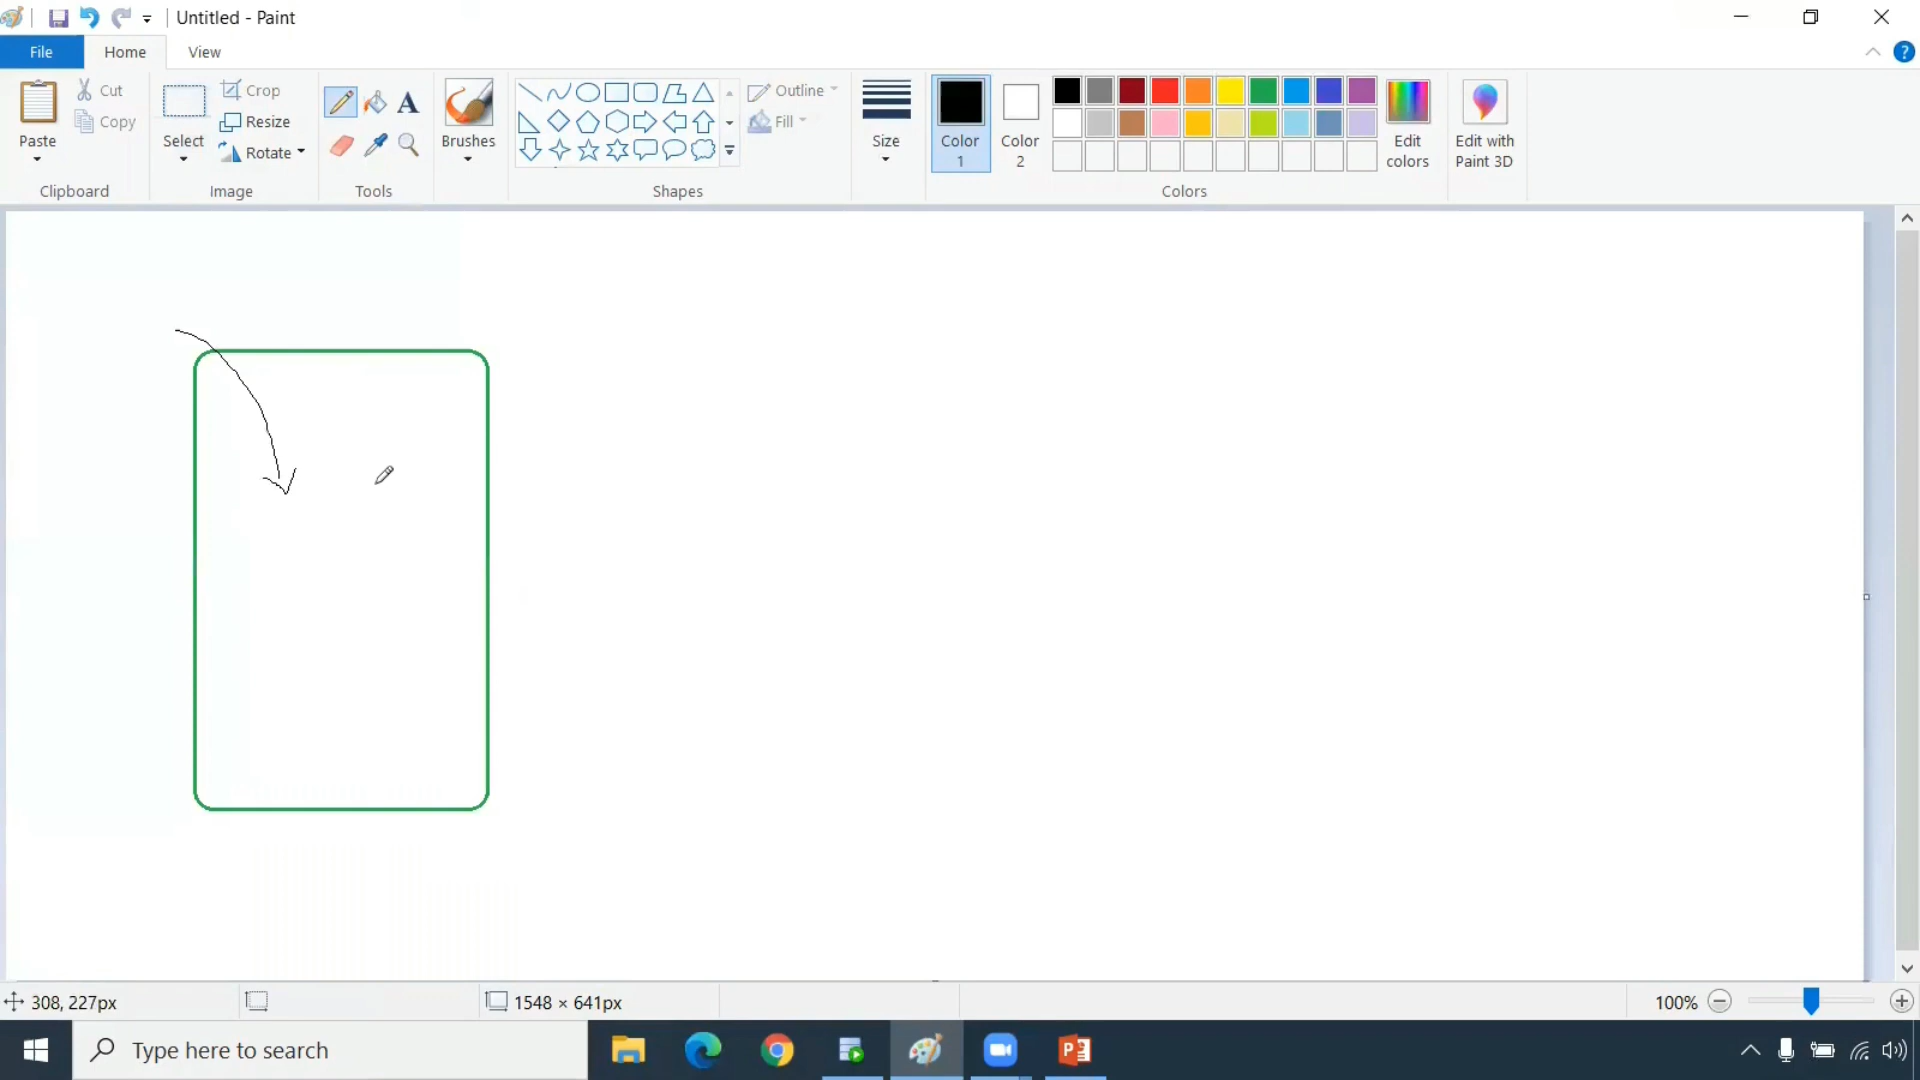 Untitled - Paint
File Home View
Paste
Cut
Copy
Clipboard
Select
Crop
Resize
Rotate
Image
A
Tools
Brushes
Outline
Fill
Shapes
Size
Color 1
Color 2
Edit colors
Colors
Edit with Paint 3D
?
308, 227px
1548 × 641px
100%
Type here to search